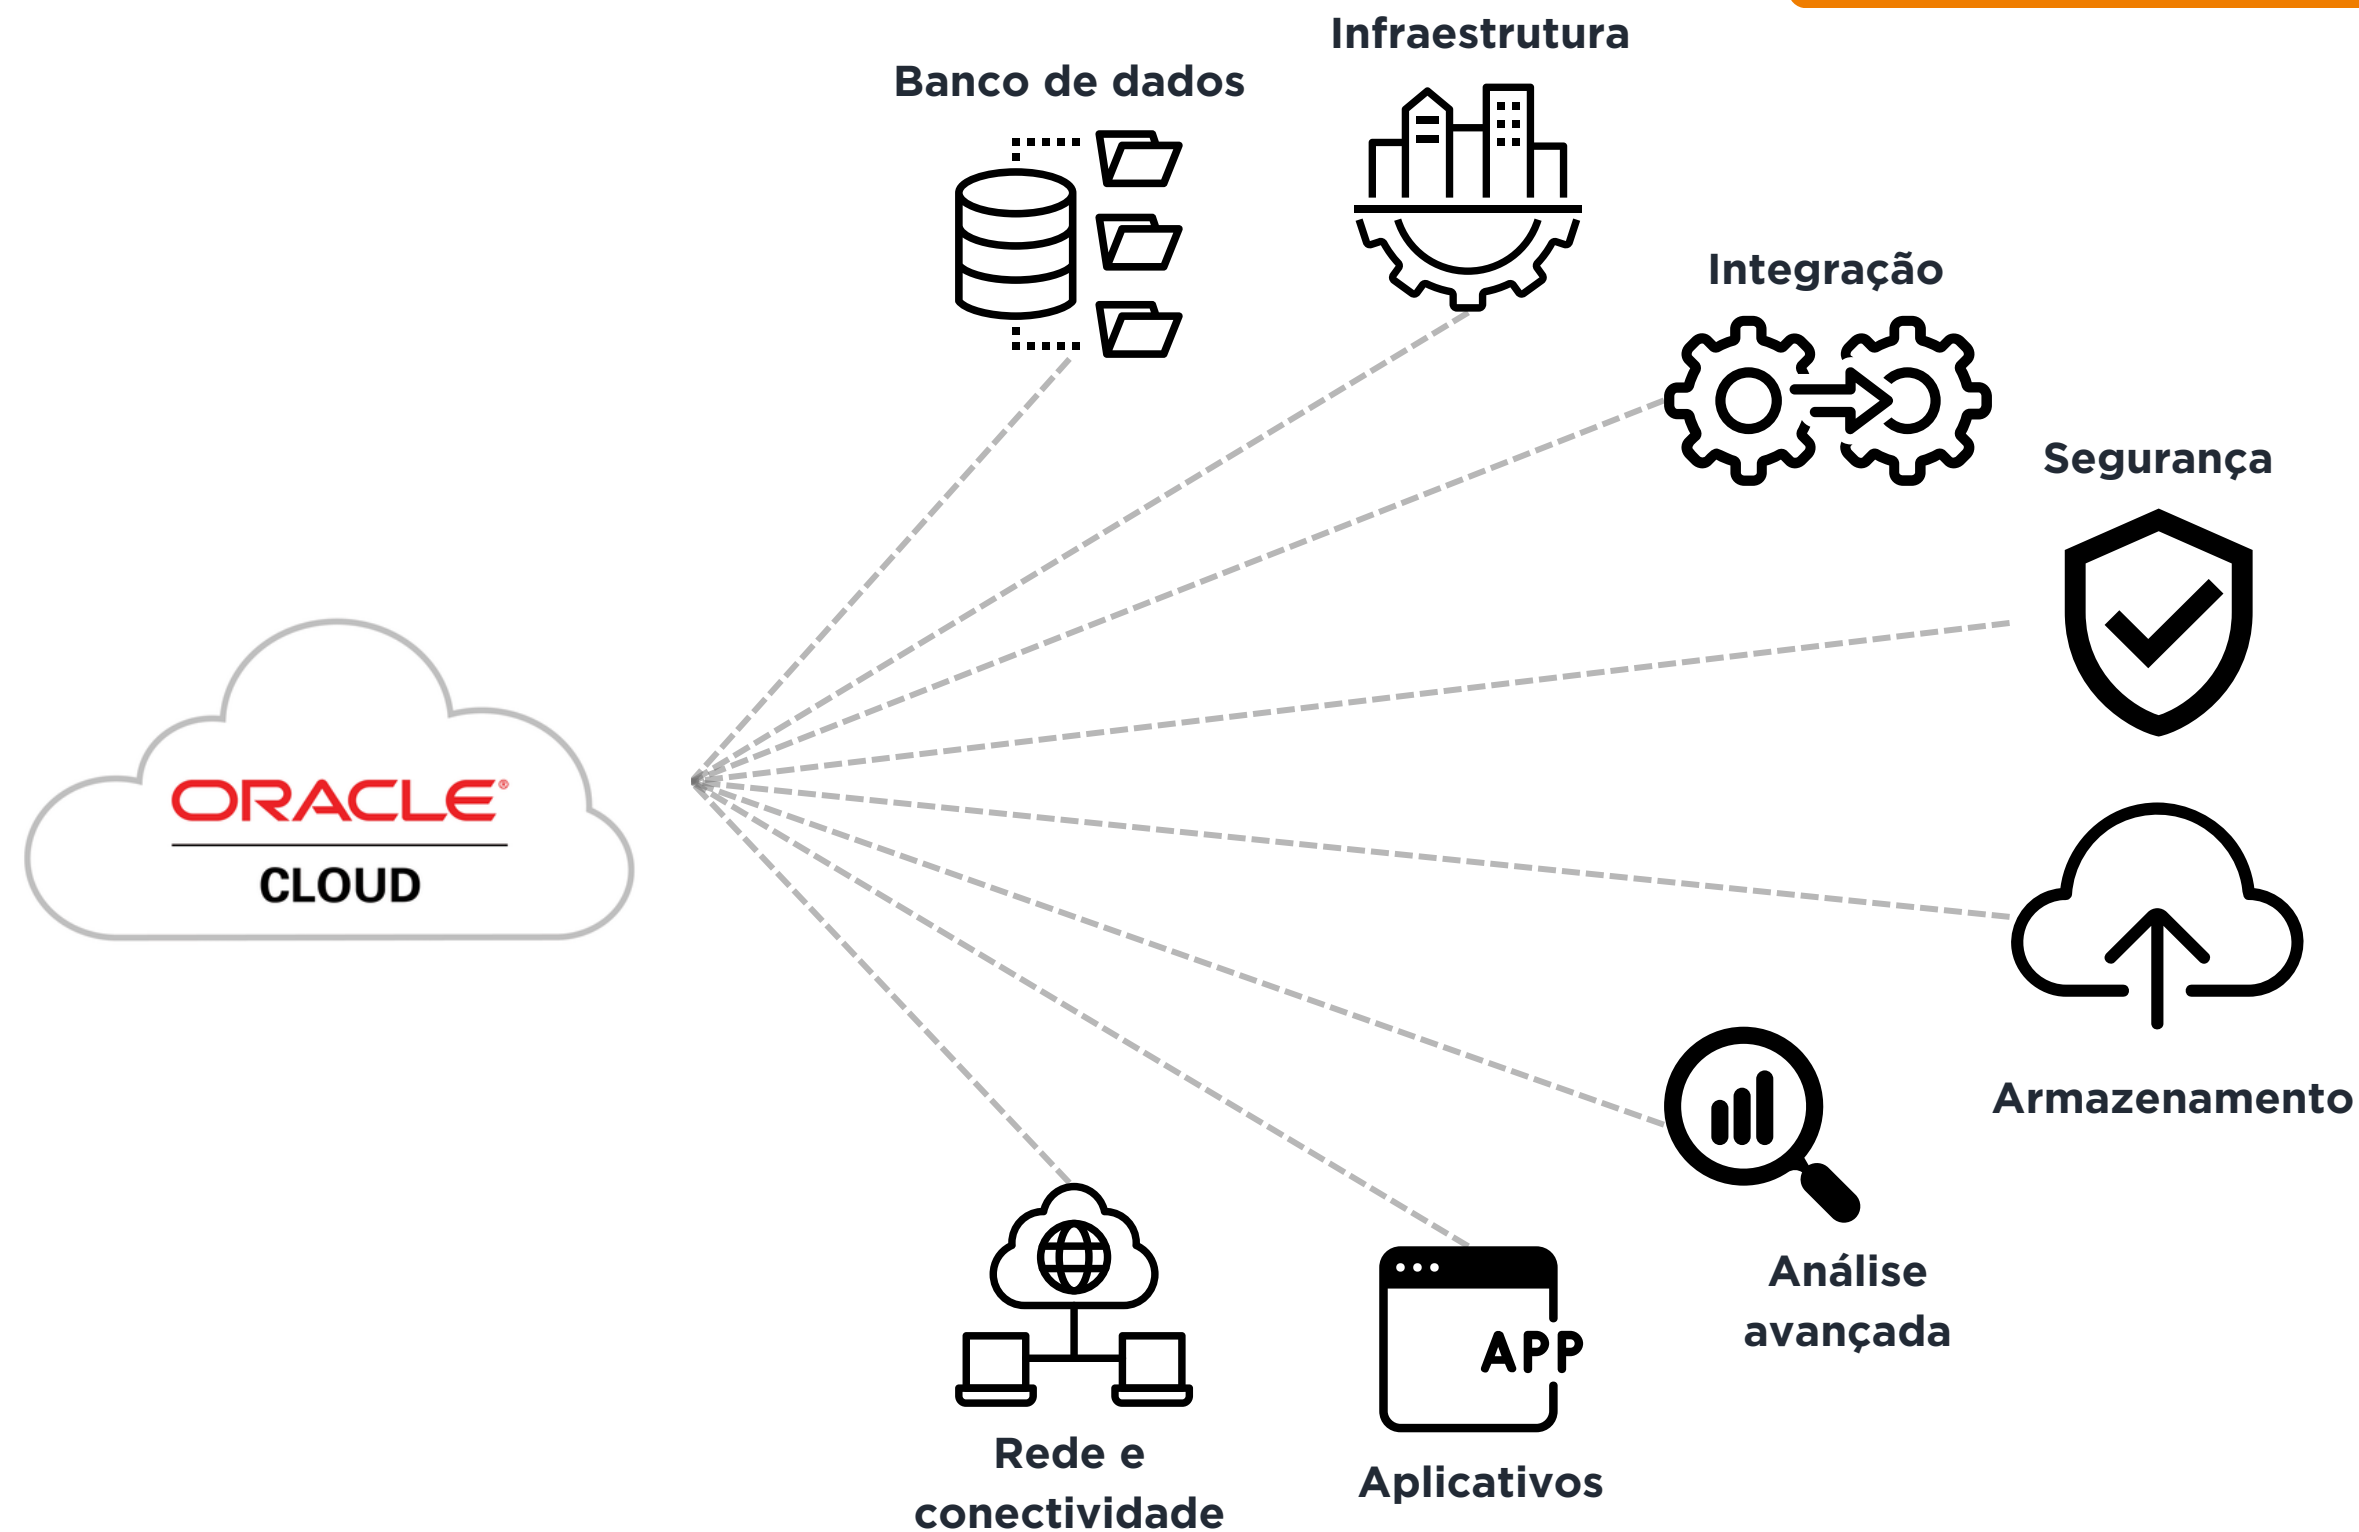 Infraestrutura
Banco de dados
Integração
Segurança
ORACLE®
CLOUD
Armazenamento
Análise
avançada
APP
Rede e
conectividade
Aplicativos